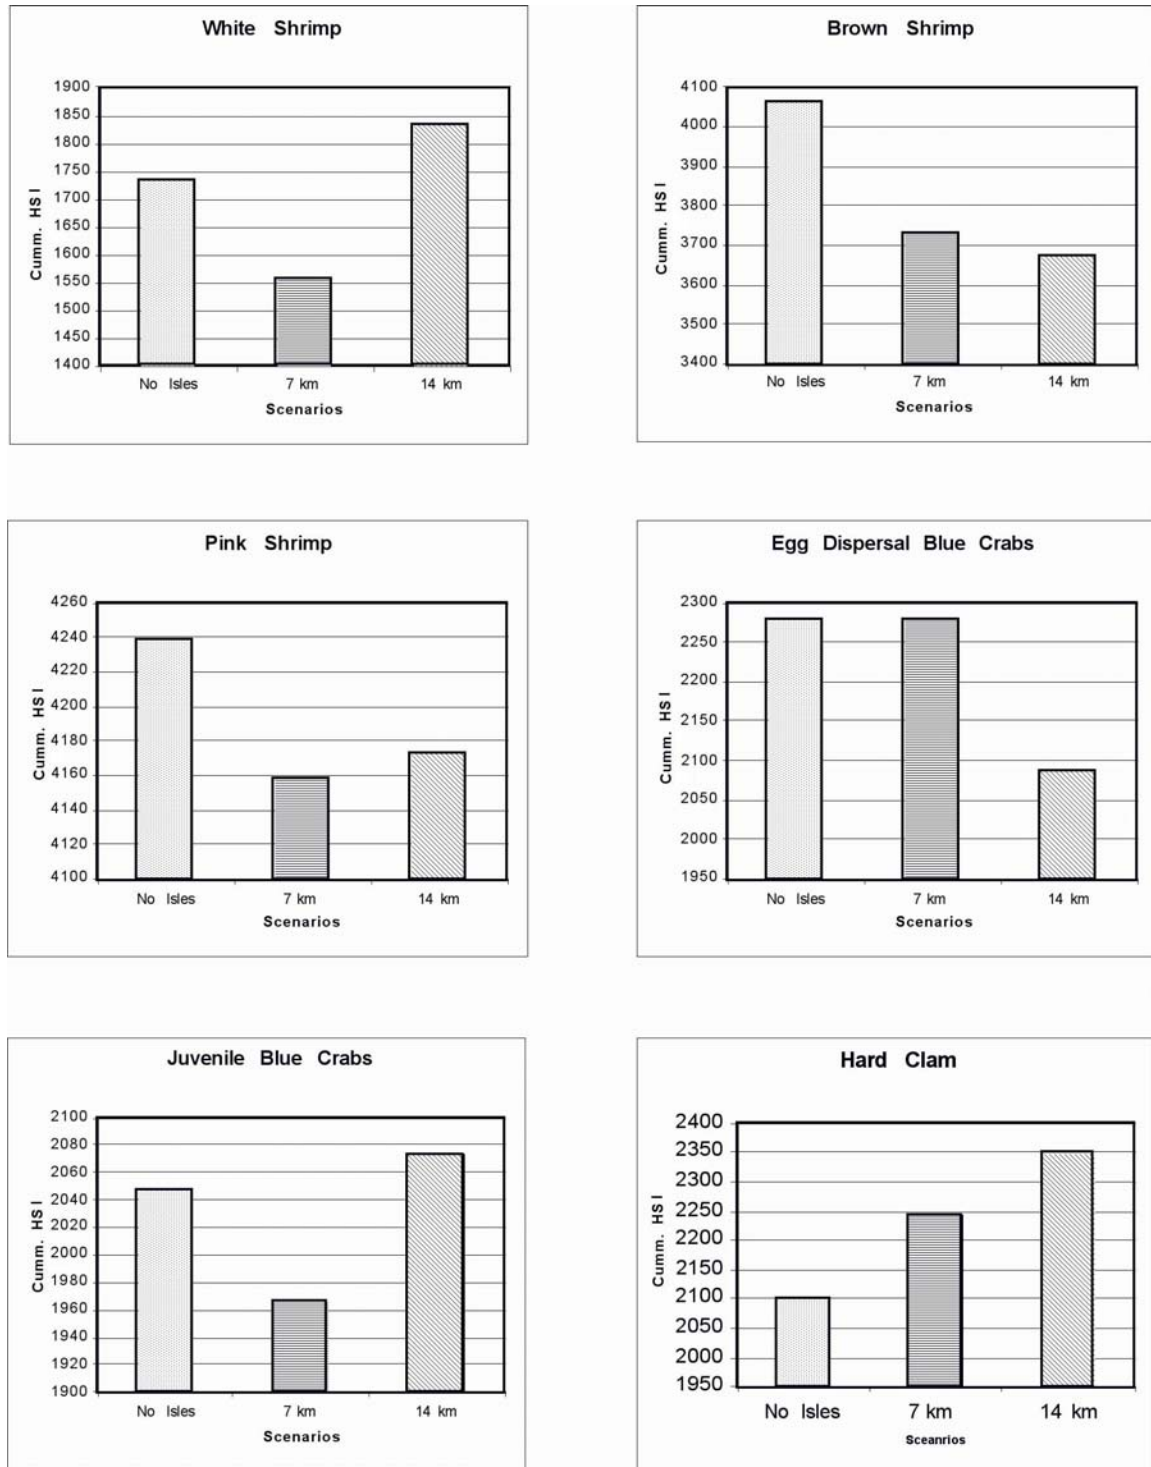 White Shrimp
1900
1850
1800
1750
1700
1650
1600
1550
1500
1450
1400
Cumm. HSI
No Isles 7 km 14 km
Scenarios
Brown Shrimp
4100
4000
3900
3800
3700
3600
3500
3400
Cumm. HSI
No Isles 7 km 14 km
Scenarios
Pink Shrimp
4260
4240
4220
4200
4180
4160
4140
4120
4100
Cumm. HSI
No Isles 7 km 14 km
Scenarios
Egg Dispersal Blue Crabs
2300
2250
2200
2150
2100
2050
2000
1950
Cumm. HSI
No Isles 7 km 14 km
Scenarios
Juvenile Blue Crabs
2100
2080
2060
2040
2020
2000
1980
1960
1940
1920
1900
Cumm. HSI
No Isles 7 km 14 km
Scenarios
Hard Clam
2400
2350
2300
2250
2200
2150
2100
2050
2000
1950
Cumm. HSI
No Isles 7 km 14 km
Sceanrios